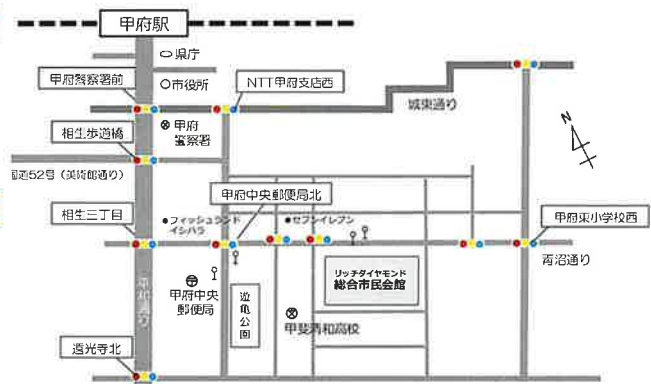 甲府駅
県庁
甲府警察署前
市役所
NTT甲府支店西
城東通り
甲府
警察署
相生歩道橋
N
国道52号（美術館通り）
甲府中央郵便局北
相生三丁目
フィッシュランド
イシハラ
セブンイレブン
甲府東小学校西
青沼通り
リッチダイヤモンド
総合市民会館
平和通り
甲府中央
郵便局
遊亀公園
甲斐清和高校
遠光寺北